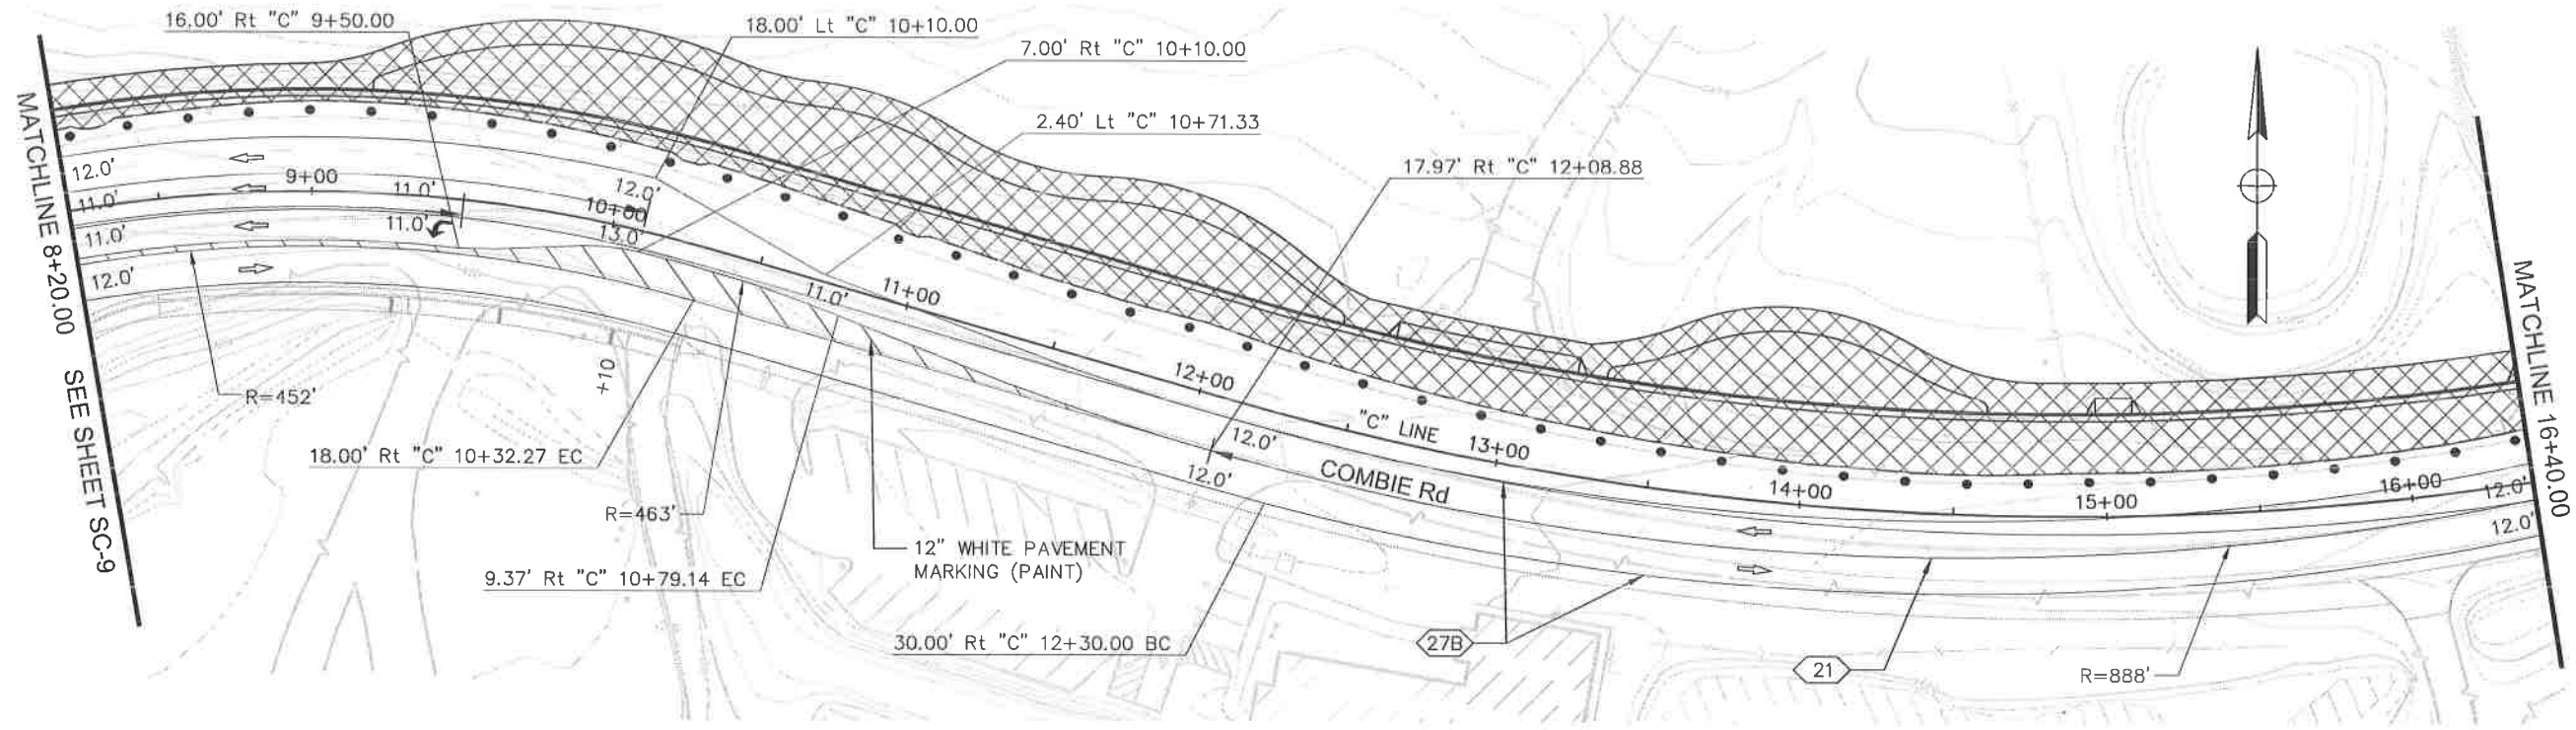 16.00' Rt "C" 9+50.00
18.00' Lt "C" 10+10.00
7.00' Rt "C" 10+10.00
2.40' Lt "C" 10+71.33
17.97' Rt "C" 12+08.88
MATCHLINE 8+20.00 SEE SHEET SC-9
12.0'
11.0'
11.0'
12.0'
9+00
11.0'
11.0'
12.0'
10+00
13.0'
11.0'
11+00
12+00
"C" LINE
13+00
12.0'
12.0'
COMBIE Rd
14+00
15+00
16+00
12.0'
12.0'
MATCHLINE 16+40.00
R=452'
+10
18.00' Rt "C" 10+32.27 EC
R=463'
9.37' Rt "C" 10+79.14 EC
12" WHITE PAVEMENT
MARKING (PAINT)
30.00' Rt "C" 12+30.00 BC
27B
21
R=888'